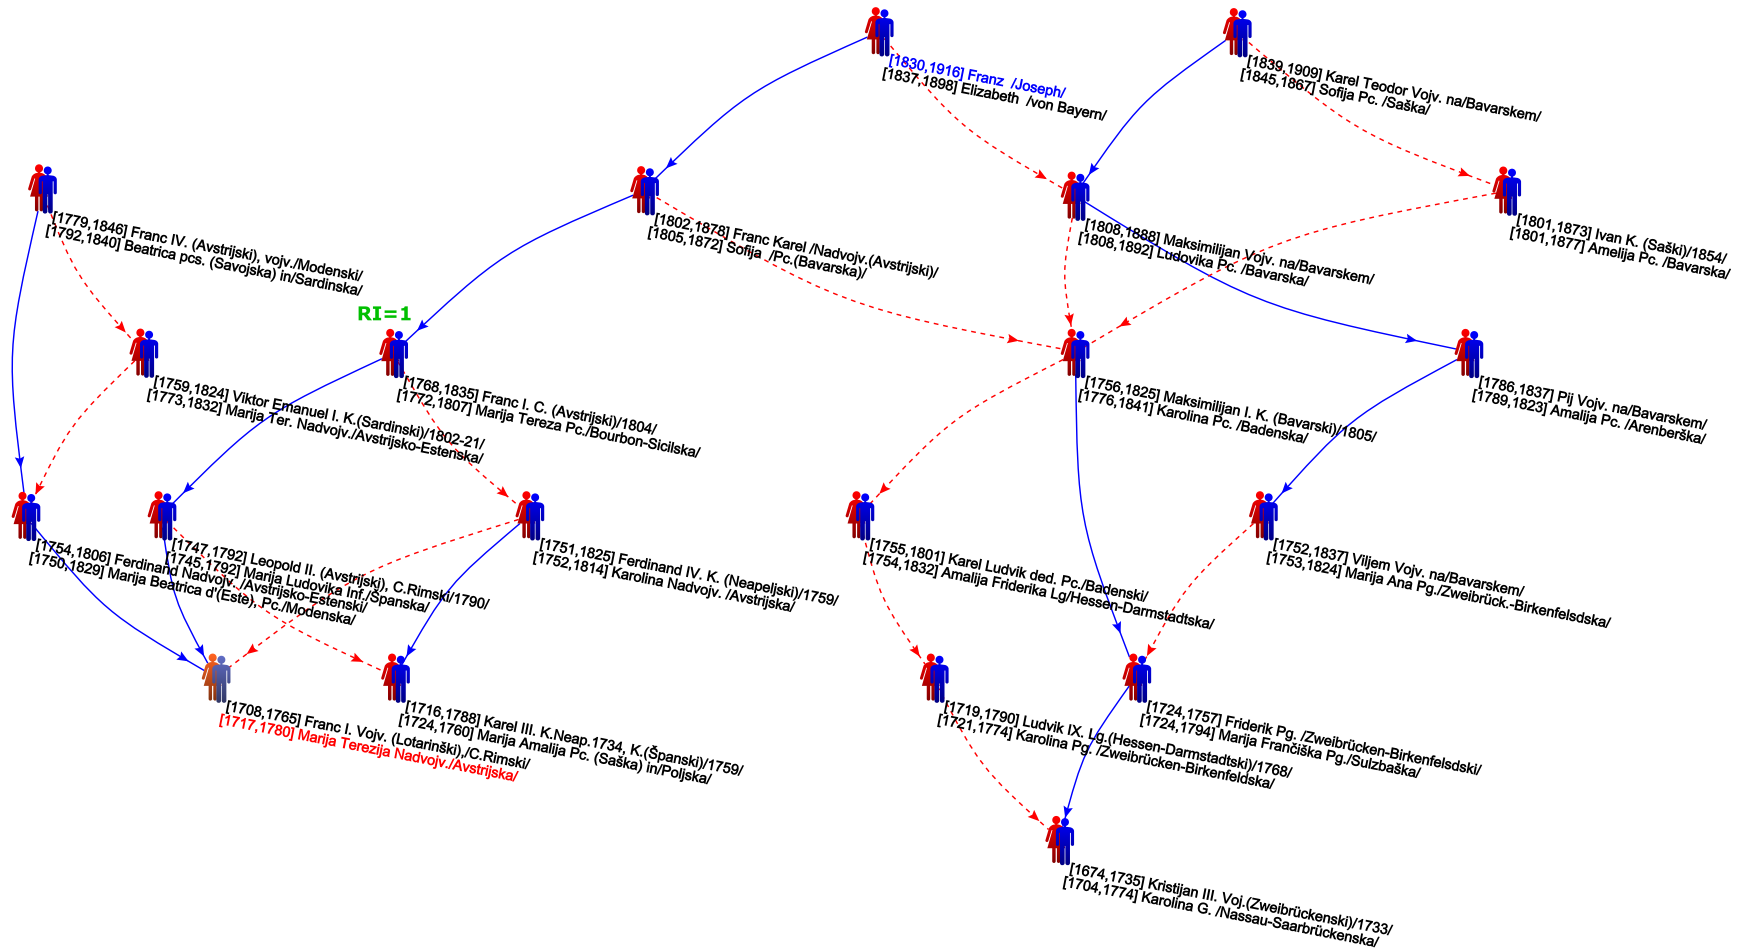 [1830,1916] Franz  /Joseph/
[1837,1898] Elizabeth  /von Bayern/
[1839,1909] Karel Teodor Vojv. na/Bavarskem/
[1845,1867] Sofija Pc. /Saška/
[1779,1846] Franc IV. (Avstrijski), vojv./Modenski/
[1792,1840] Beatrica pcs. (Savojska) in/Sardinska/
[1802,1878] Franc Karel /Nadvojv.(Avstrijski)/
[1805,1872] Sofija  /Pc.(Bavarska)/
[1808,1888] Maksimilijan Vojv. na/Bavarskem/
[1808,1892] Ludovika Pc. /Bavarska/
[1801,1873] Ivan K. (Saški)/1854/
[1801,1877] Amelija Pc. /Bavarska/
RI=1
[1759,1824] Viktor Emanuel I. K.(Sardinski)/1802-21/
[1773,1832] Marija Ter. Nadvojv./Avstrijsko-Estenska/
[1768,1835] Franc I. C. (Avstrijski)/1804/
[1772,1807] Marija Tereza Pc./Bourbon-Sicilska/
[1756,1825] Maksimilijan I. K. (Bavarski)/1805/
[1776,1841] Karolina Pc. /Badenska/
[1786,1837] Pij Vojv. na/Bavarskem/
[1789,1823] Amalija Pc. /Arenberška/
[1754,1806] Ferdinand Nadvojv. /Avstrijsko-Estenski/
[1750,1829] Marija Beatrica d'(Este), Pc./Modenska/
[1747,1792] Leopold II. (Avstrijski), C.Rimski/1790/
[1745,1792] Marija Ludovika Inf./Španska/
[1751,1825] Ferdinand IV. K. (Neapeljski)/1759/
[1752,1814] Karolina Nadvojv. /Avstrijska/
[1755,1801] Karel Ludvik ded. Pc./Badenski/
[1754,1832] Amalija Friderika Lg/Hessen-Darmstadtska/
[1752,1837] Viljem Vojv. na/Bavarskem/
[1753,1824] Marija Ana Pg./Zweibrück.-Birkenfelsdska/
[1708,1765] Franc I. Vojv. (Lotarinški),/C.Rimski/
[1717,1780] Marija Terezija Nadvojv./Avstrijska/
[1716,1788] Karel III. K.Neap.1734, K.(Španski)/1759/
[1724,1760] Marija Amalija Pc. (Saška) in/Poljska/
[1719,1790] Ludvik IX. Lg.(Hessen-Darmstadtski)/1768/
[1721,1774] Karolina Pg. /Zweibrücken-Birkenfeldska/
[1724,1757] Friderik Pg. /Zweibrücken-Birkenfelsdski/
[1724,1794] Marija Frančiška Pg./Sulzbaška/
[1674,1735] Kristijan III. Voj.(Zweibrückenski)/1733/
[1704,1774] Karolina G. /Nassau-Saarbrückenska/